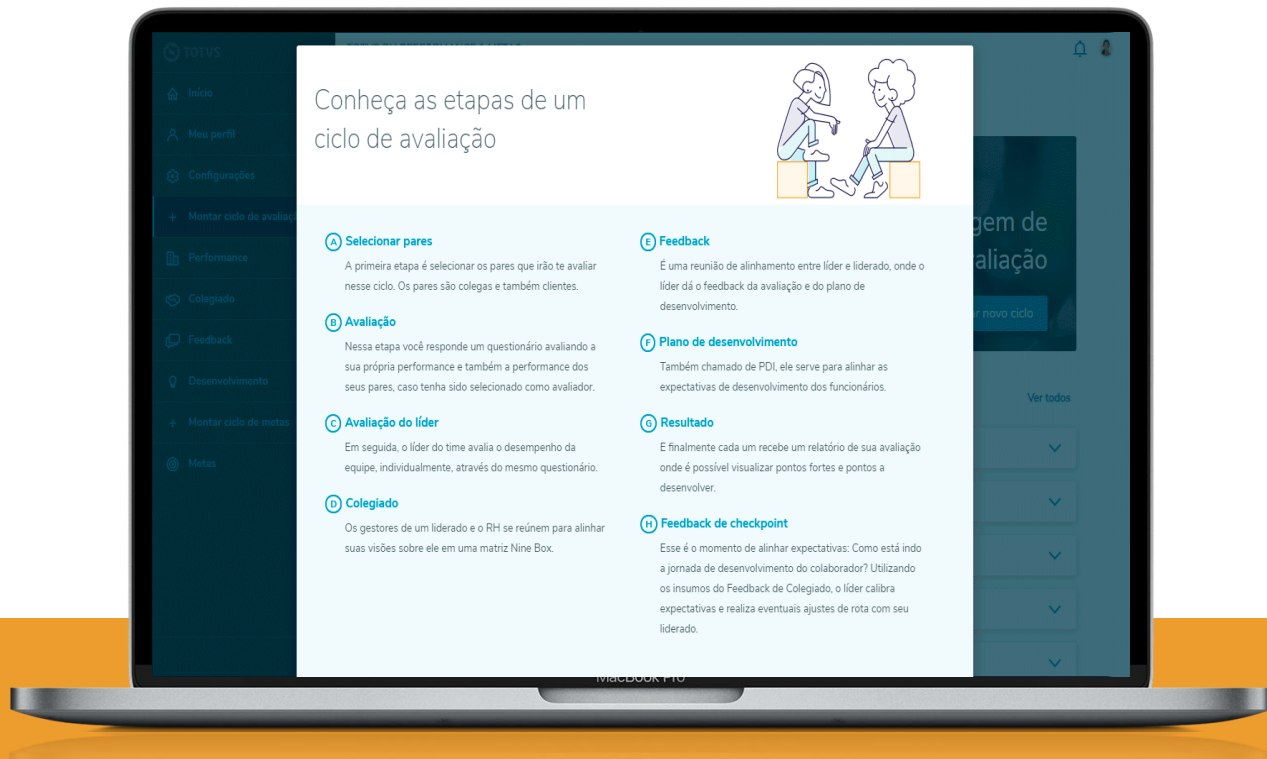 TOTVS
Início
Meu perfil
Configurações
+ Montar ciclo de
Performance
Colegiado
Feedback
Desenvolvimento
+ Montar ciclo de metas
Metas
Conheça as etapas de um
ciclo de avaliação
A Selecionar pares
A primeira etapa é selecionar os pares que irão te avaliar
nesse ciclo. Os pares são colegas e também clientes.
B Avaliação
Nessa etapa você responde um questionário avaliando a
sua própria performance e também a performance dos
seus pares, caso tenha sido selecionado como avaliador.
C Avaliação do líder
Em seguida, o líder do time avalia o desempenho da
equipe, individualmente, através do mesmo questionário.
D Colegiado
Os gestores de um liderado e o RH se reúnem para alinhar
suas visões sobre ele em uma matriz Nine Box.
E Feedback
É uma reunião de alinhamento entre líder e liderado, onde o
líder dá o feedback da avaliação e do plano de
desenvolvimento.
F Plano de desenvolvimento
Também chamado de PDI, ele serve para alinhar as
expectativas de desenvolvimento dos funcionários.
G Resultado
E finalmente cada um recebe um relatório de sua avaliação
onde é possível visualizar pontos fortes e pontos a
desenvolver.
H Feedback de checkpoint
Esse é o momento de alinhar expectativas: Como está indo
a jornada de desenvolvimento do colaborador? Utilizando
os insumos do Feedback de Colegiado, o líder calibra
expectativas e realiza eventuais ajustes de rota com seu
liderado.
gem de
aliação
r novo ciclo
Ver todos
MacBook Pro